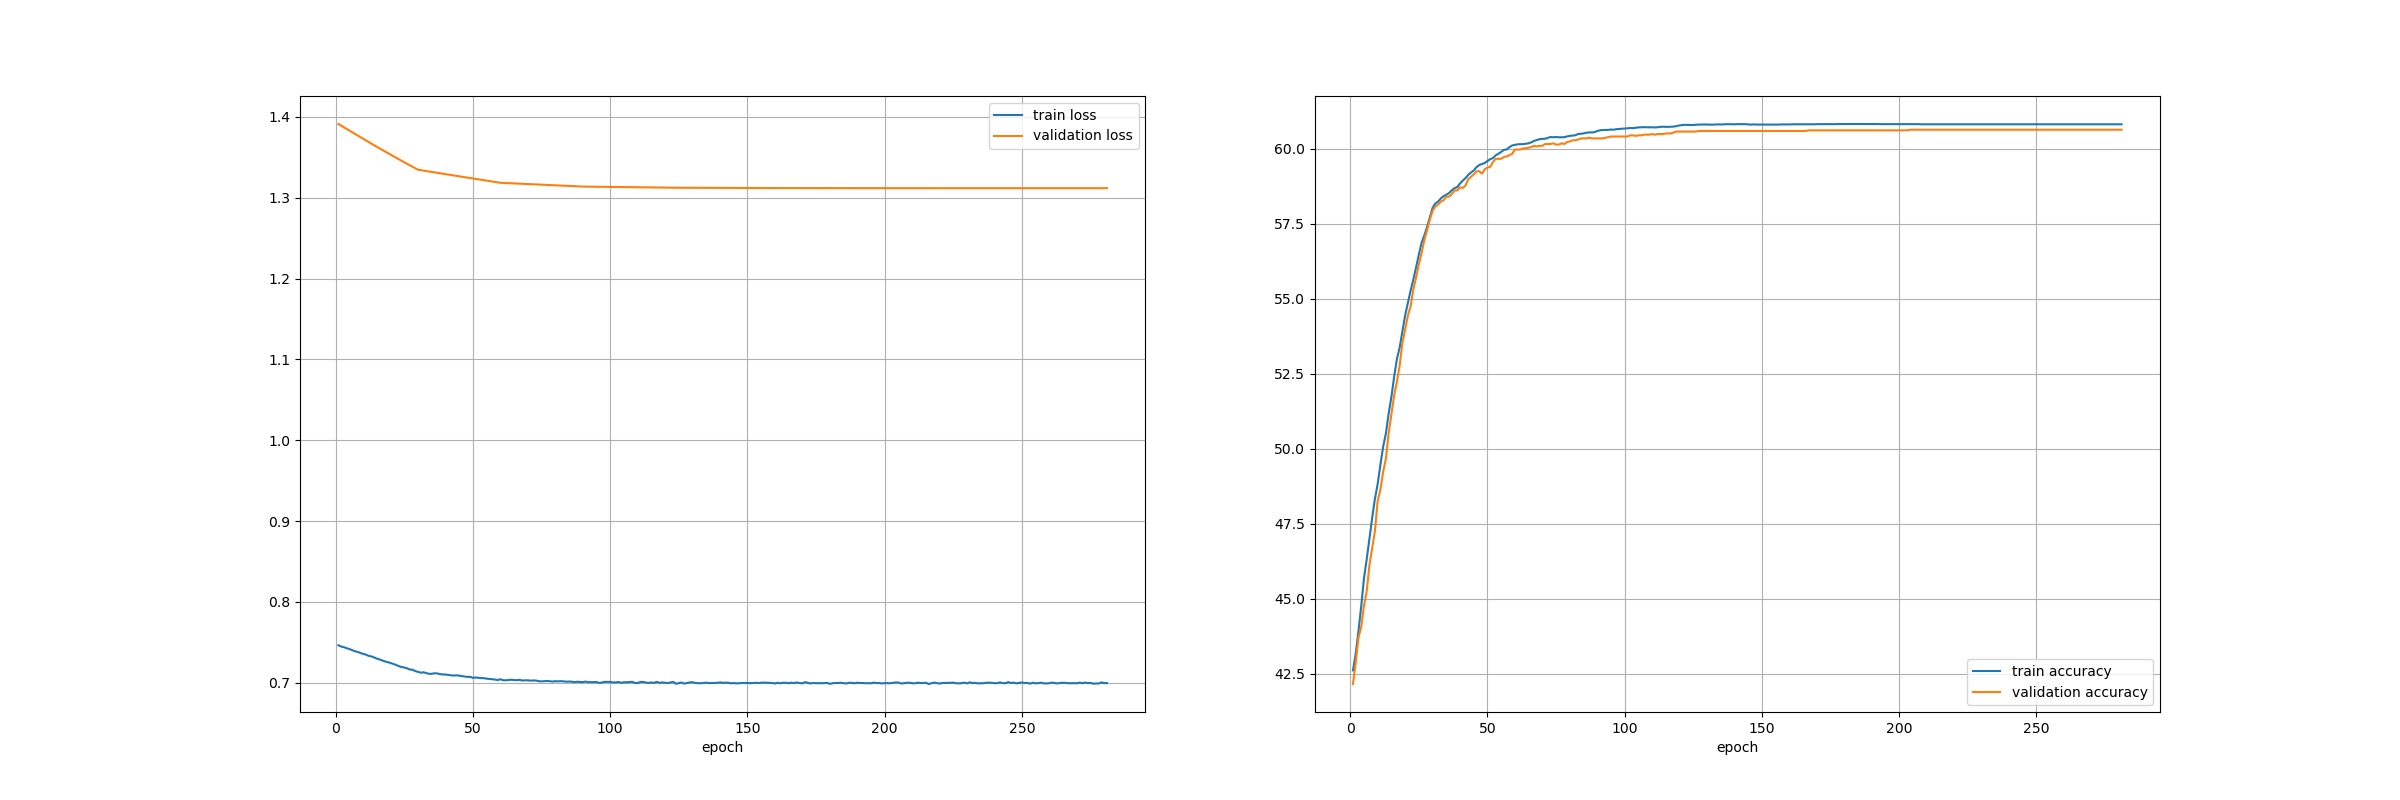 1.4
1.3
1.2
1.1
1.0
0.9
0.8
0.7
0 50 100 150 200 250
epoch
train loss
validation loss
60.0
57.5
55.0
52.5
50.0
47.5
45.0
42.5
0 50 100 150 200 250
epoch
train accuracy
validation accuracy